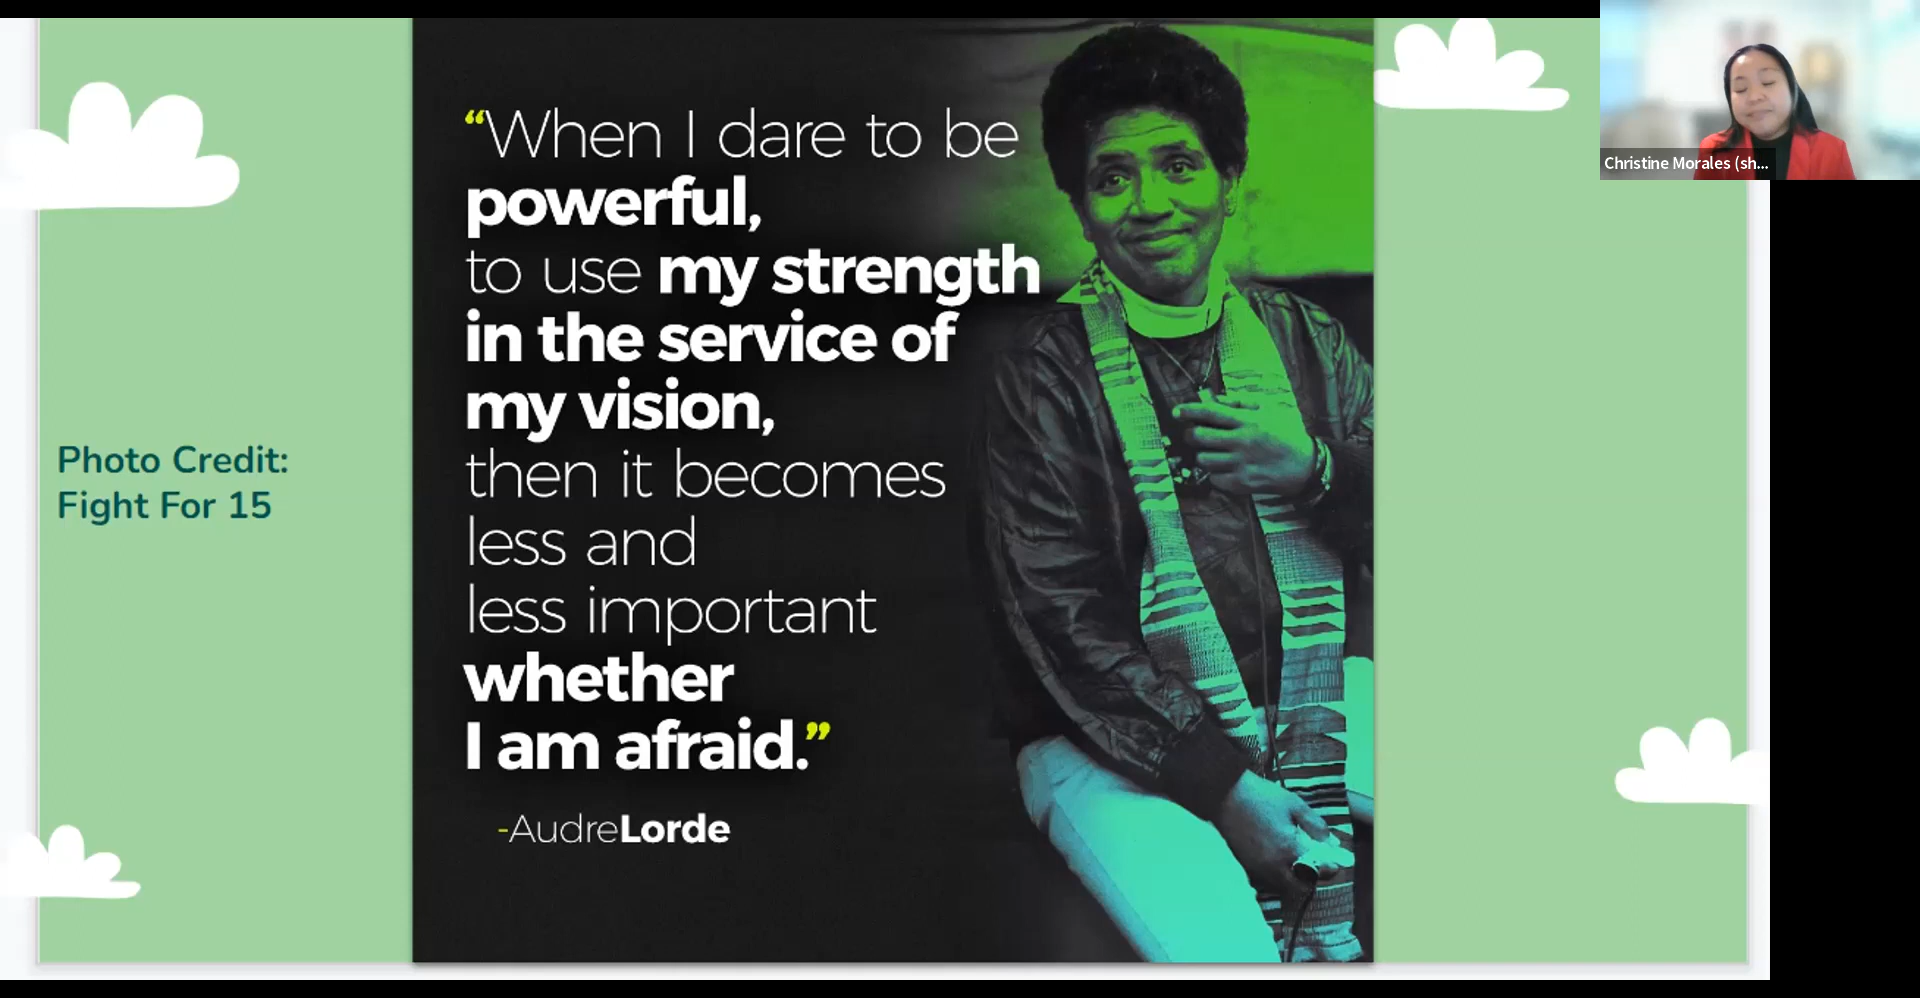 “When I dare to be
powerful,
to use my strength
in the service of
my vision,
then it becomes
less and
less important
whether
I am afraid.”
-AudreLorde
Photo Credit:
Fight For 15
Christine Morales (sh...